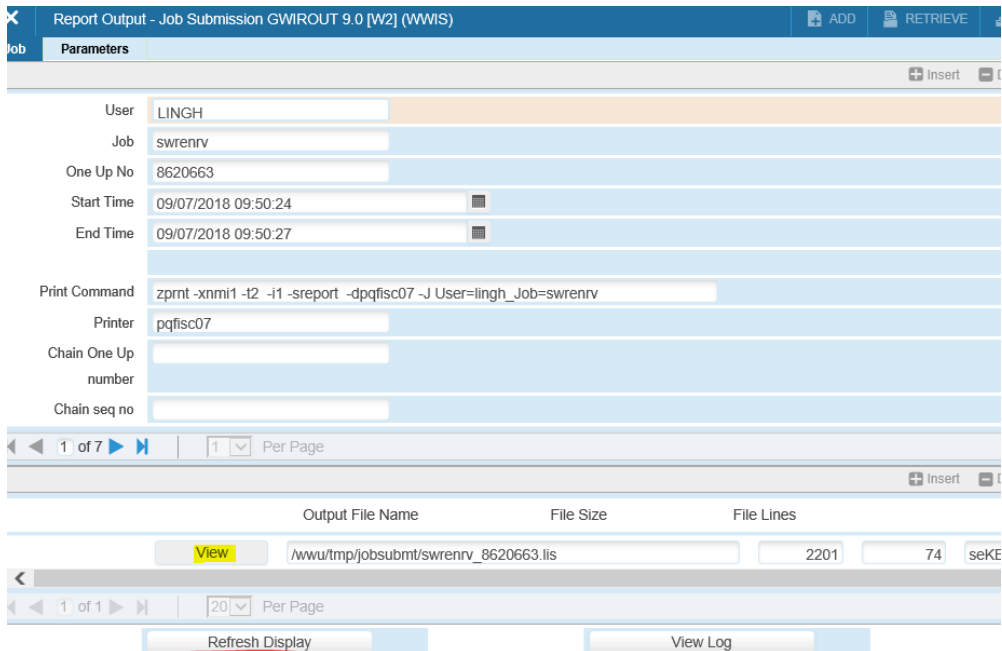 Report Output - Job Submission GWIROUT 9.0 [W2] (WWIS) ADD RETRIEVE
Job Parameters
Insert
User LINGH
Job swrenrv
One Up No 8620663
Start Time 09/07/2018 09:50:24
End Time 09/07/2018 09:50:27
Print Command zprnt -xnmi1 -t2 -i1 -sreport -dpqfisc07 -J User=lingh_Job=swrenrv
Printer pqfisc07
Chain One Up
number
Chain seq no
1 of 7 1 Per Page
Insert
Output File Name File Size File Lines
View /wwu/tmp/jobsubmt/swrenrv_8620663.lis 2201 74
1 of 1 20 Per Page
Refresh Display View Log